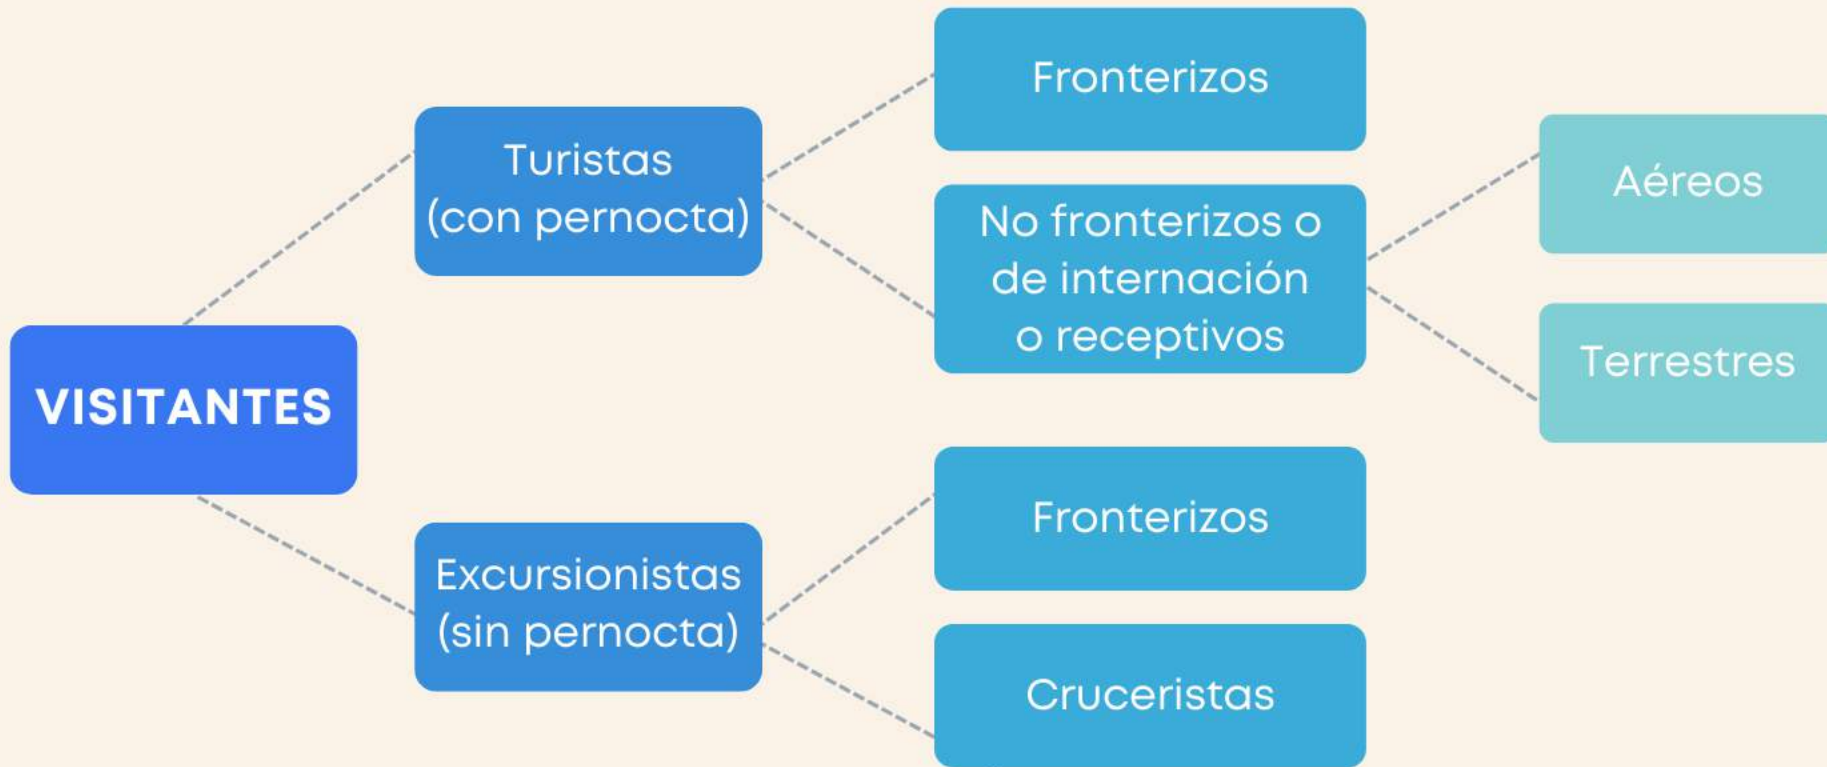 VISITANTES
Turistas
(con pernocta)
Fronterizos
No fronterizos o
de internación
o receptivos
Aéreos
Terrestres
Excursionistas
(sin pernocta)
Fronterizos
Cruceristas